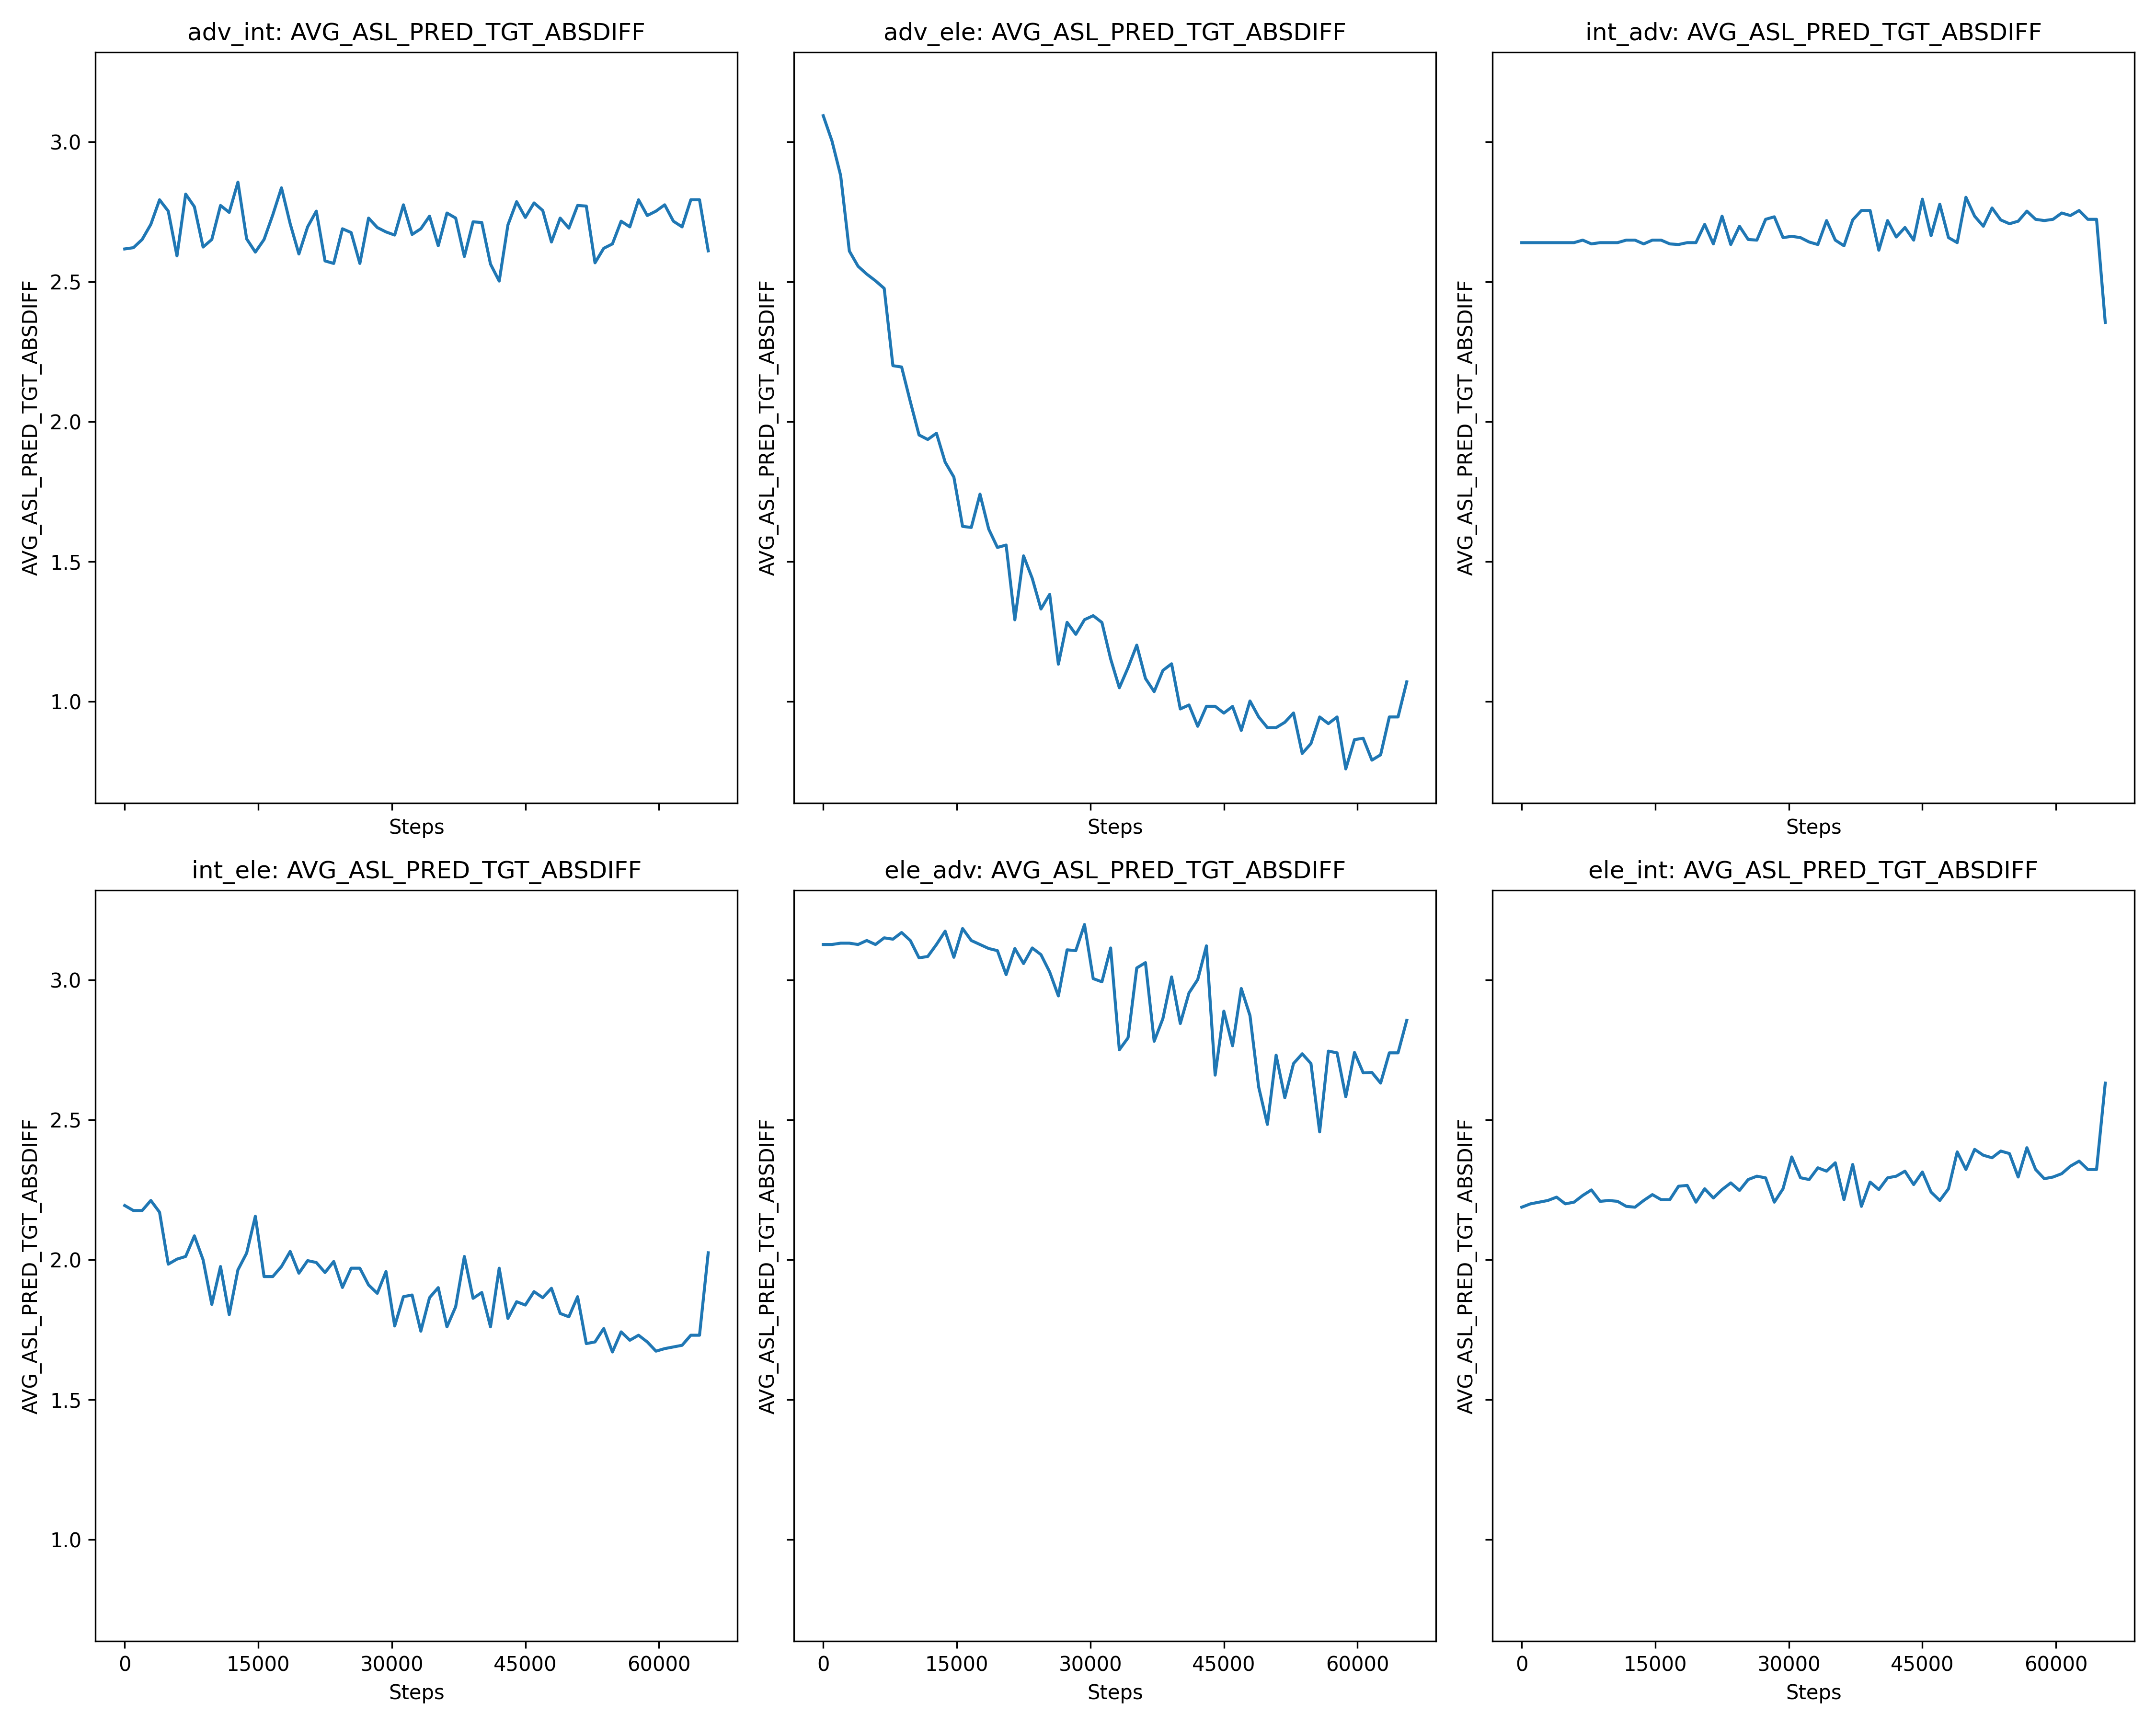 adv_int: AVG_ASL_PRED_TGT_ABSDIFF
adv_ele: AVG_ASL_PRED_TGT_ABSDIFF
int_adv: AVG_ASL_PRED_TGT_ABSDIFF
AVG_ASL_PRED_TGT_ABSDIFF
3.0
2.5
2.0
1.5
1.0
Steps
AVG_ASL_PRED_TGT_ABSDIFF
Steps
AVG_ASL_PRED_TGT_ABSDIFF
Steps
int_ele: AVG_ASL_PRED_TGT_ABSDIFF
ele_adv: AVG_ASL_PRED_TGT_ABSDIFF
ele_int: AVG_ASL_PRED_TGT_ABSDIFF
AVG_ASL_PRED_TGT_ABSDIFF
3.0
2.5
2.0
1.5
1.0
0 15000 30000 45000 60000
Steps
AVG_ASL_PRED_TGT_ABSDIFF
0 15000 30000 45000 60000
Steps
AVG_ASL_PRED_TGT_ABSDIFF
0 15000 30000 45000 60000
Steps